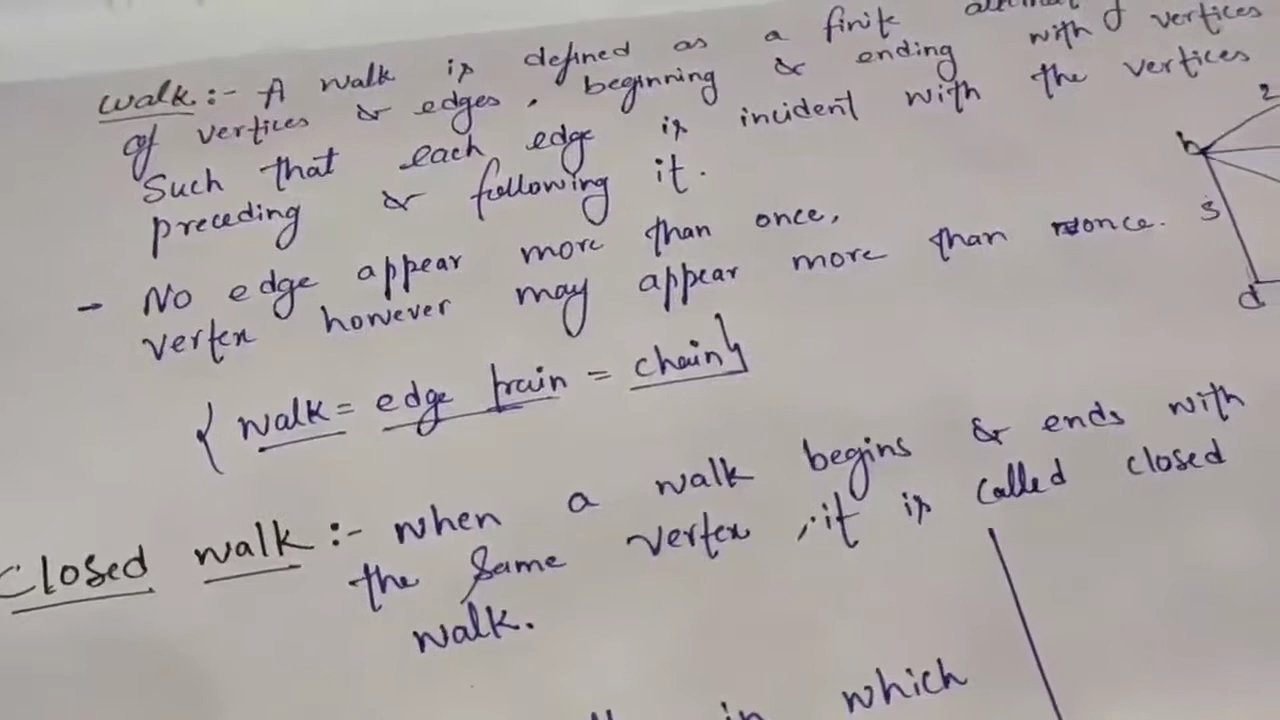 walk :- A walk is defined as a finite
of vertices & edges, beginning & ending with vertices
Such that each edge is incident with the vertices
preceding & following it.
- No edge appear more than once,
vertex however may appear more than once.
{ walk = edge train = chain}
Closed walk :- when a walk begins & ends with
the same vertex, it is called closed
walk.
in which
2
b
3
d